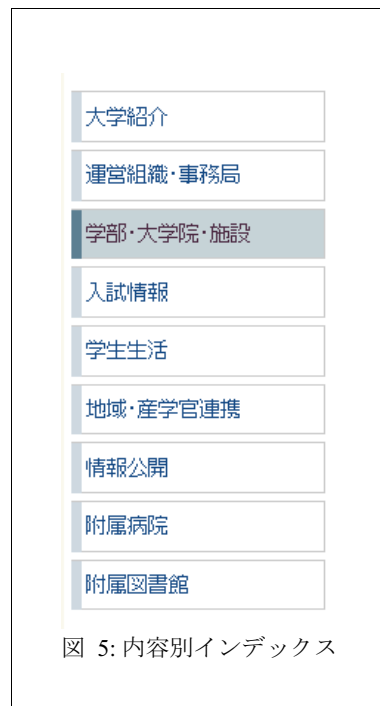 大学紹介
運営組織・事務局
学部・大学院・施設
入試情報
学生生活
地域・産学官連携
情報公開
附属病院
附属図書館
図 5: 内容別インデックス